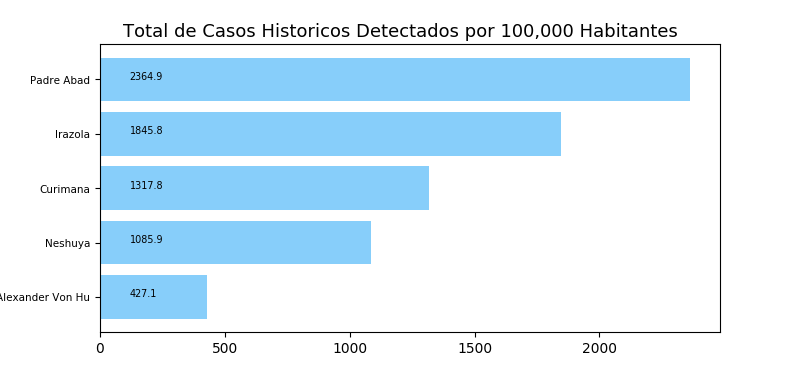 Total de Casos Historicos Detectados por 100,000 Habitantes
Padre Abad
2364.9
Irazola
1845.8
Curimana
1317.8
Neshuya
1085.9
Alexander Von Hu
427.1
0 500 1000 1500 2000